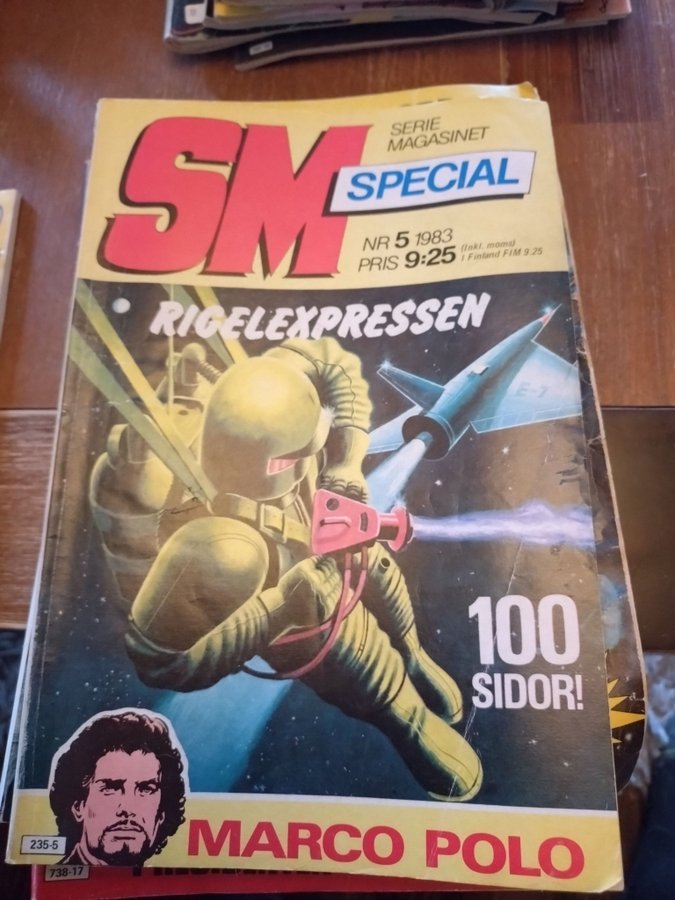 SM
SERIE
MAGASINET
SPECIAL
NR 5 1983
PRIS 9:25
(Inkl. moms)
I Finland FIM 9.25
RIGELEXPRESSEN
E-7
100
SIDOR!
235-5
MARCO POLO
738-17